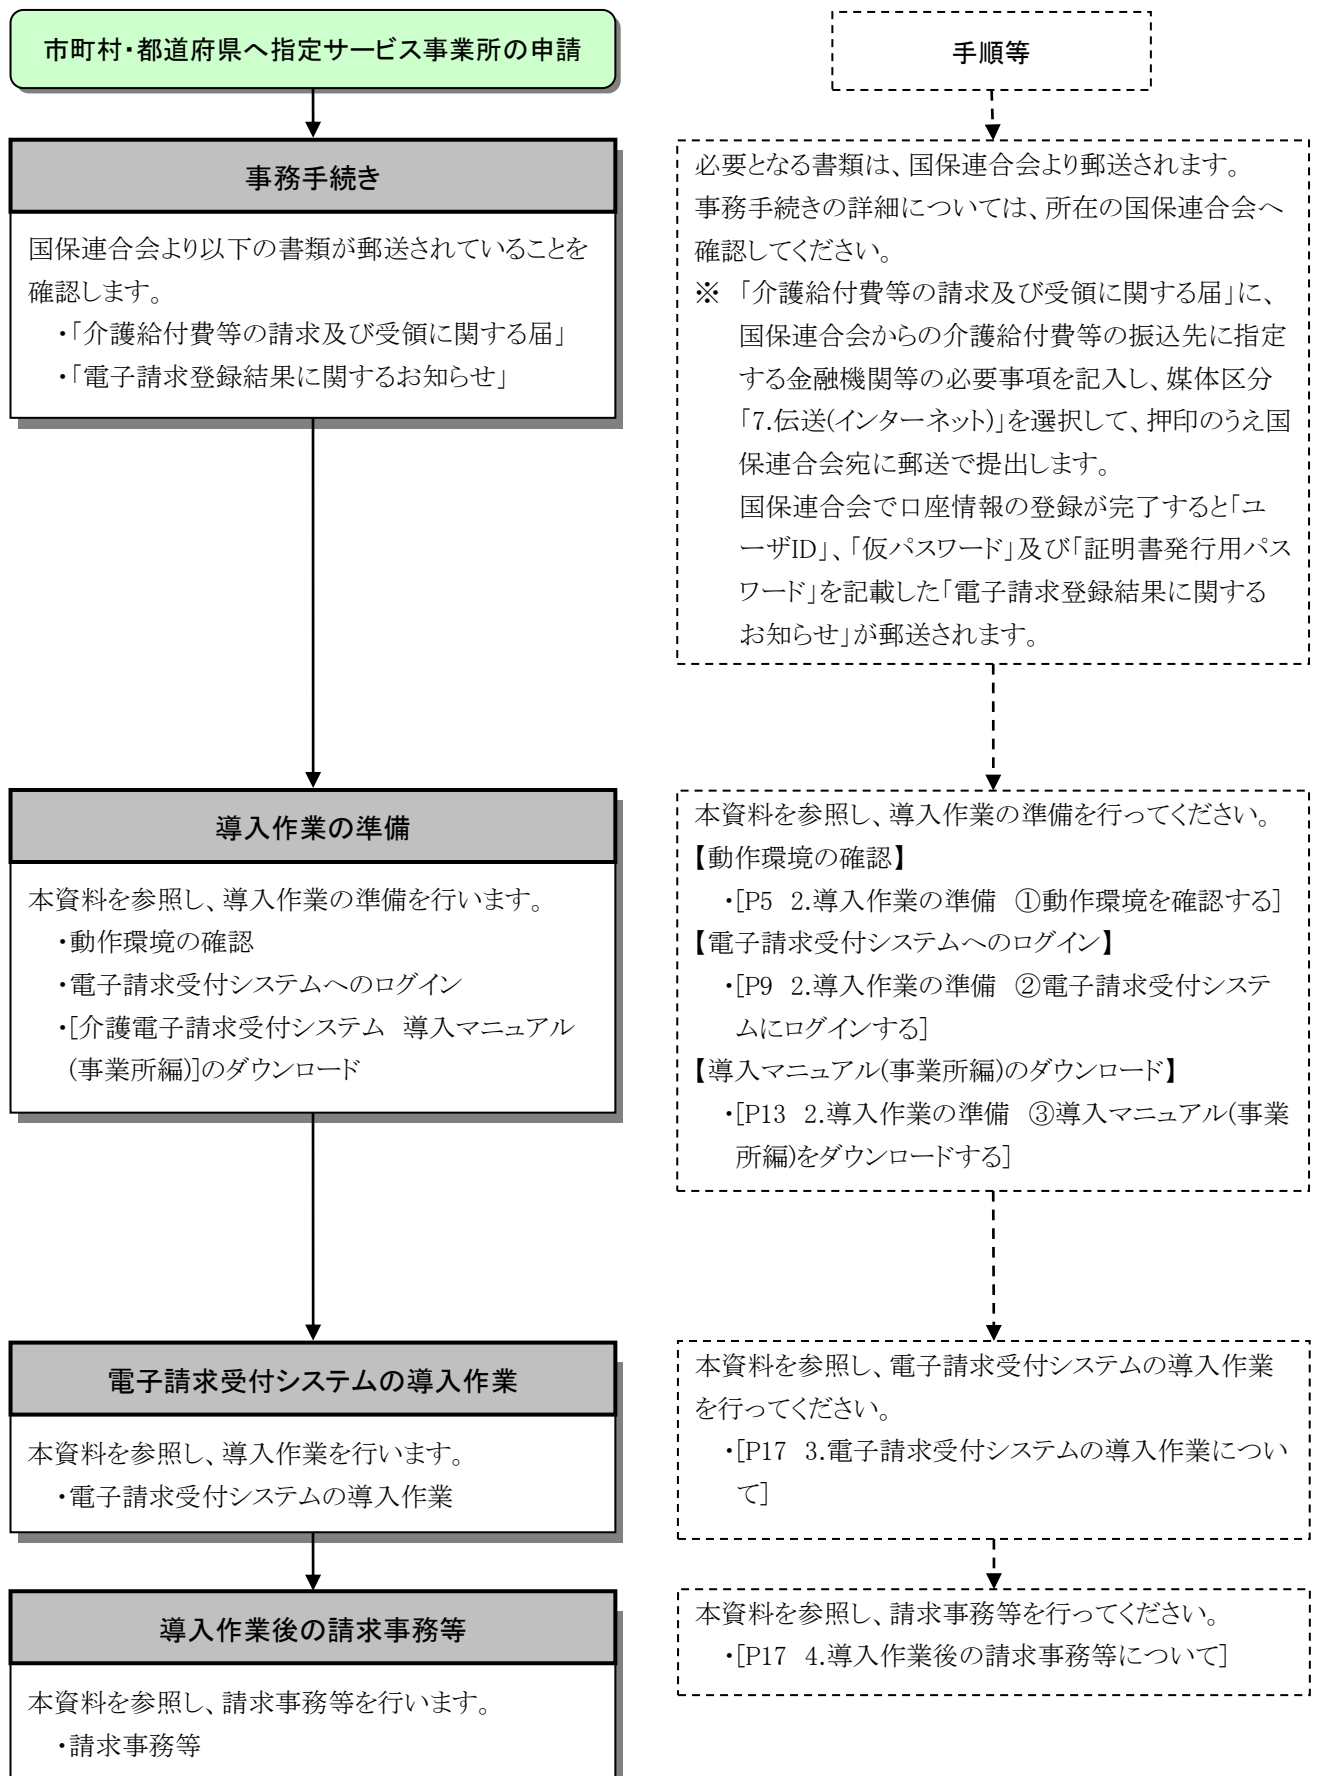 市町村・都道府県へ指定サービス事業所の申請
事務手続き
国保連合会より以下の書類が郵送されていることを
確認します。
・「介護給付費等の請求及び受領に関する届」
・「電子請求登録結果に関するお知らせ」
導入作業の準備
本資料を参照し、導入作業の準備を行います。
・動作環境の確認
・電子請求受付システムへのログイン
・[介護電子請求受付システム　導入マニュアル
(事業所編)]のダウンロード
電子請求受付システムの導入作業
本資料を参照し、導入作業を行います。
・電子請求受付システムの導入作業
導入作業後の請求事務等
本資料を参照し、請求事務等を行います。
・請求事務等
手順等
必要となる書類は、国保連合会より郵送されます。
事務手続きの詳細については、所在の国保連合会へ
確認してください。
※　「介護給付費等の請求及び受領に関する届」に、
国保連合会からの介護給付費等の振込先に指定
する金融機関等の必要事項を記入し、媒体区分
「7.伝送(インターネット)」を選択して、押印のうえ国
保連合会宛に郵送で提出します。
国保連合会で口座情報の登録が完了すると「ユ
ーザID」、「仮パスワード」及び「証明書発行用パス
ワード」を記載した「電子請求登録結果に関する
お知らせ」が郵送されます。
本資料を参照し、導入作業の準備を行ってください。
【動作環境の確認】
・[P5　2.導入作業の準備　①動作環境を確認する]
【電子請求受付システムへのログイン】
・[P9　2.導入作業の準備　②電子請求受付システ
ムにログインする]
【導入マニュアル(事業所編)のダウンロード】
・[P13　2.導入作業の準備　③導入マニュアル(事業
所編)をダウンロードする]
本資料を参照し、電子請求受付システムの導入作業
を行ってください。
・[P17　3.電子請求受付システムの導入作業につい
て]
本資料を参照し、請求事務等を行ってください。
・[P17　4.導入作業後の請求事務等について]